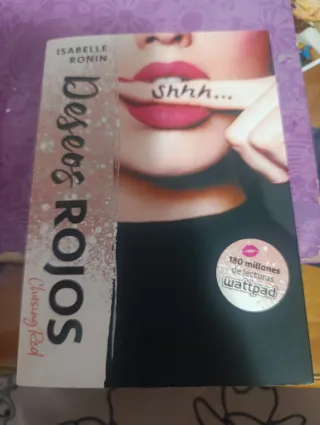 ISABELLE
RONIN
Deseos ROJOS
Chasing Red
Shhh...
180 millones
de lecturas
wattpad